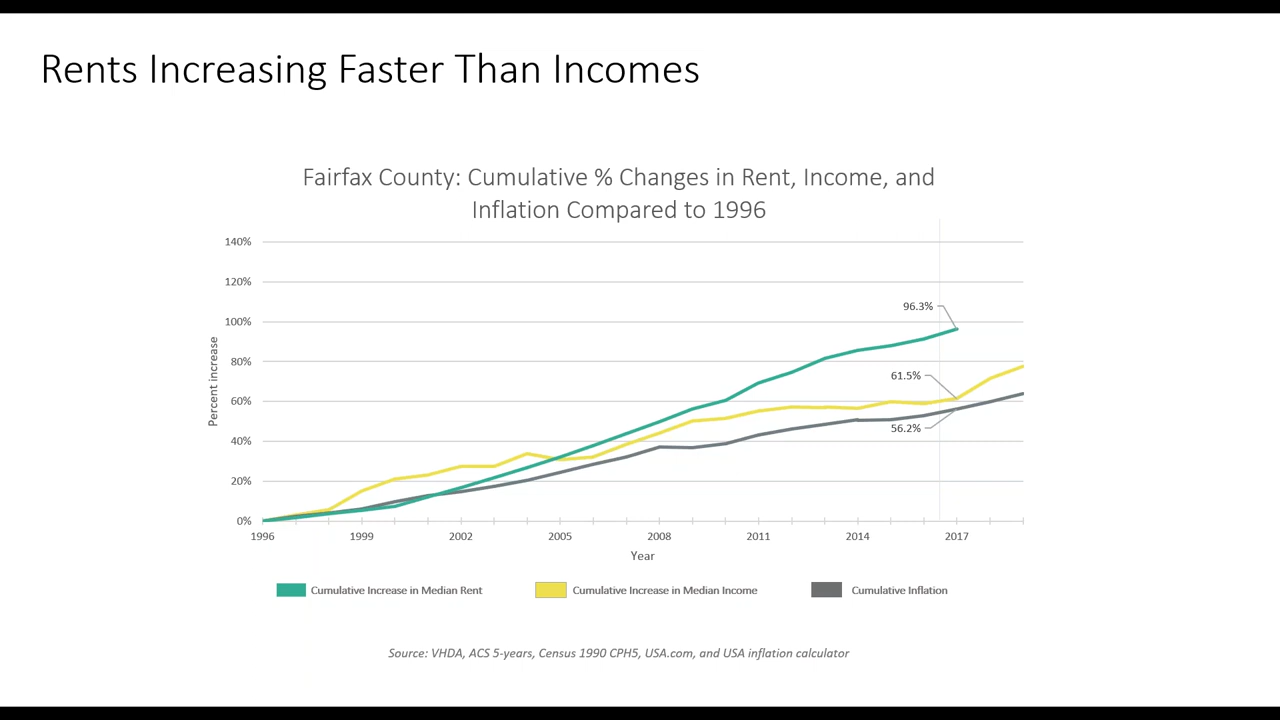 Rents Increasing Faster Than Incomes
Fairfax County: Cumulative % Changes in Rent, Income, and
Inflation Compared to 1996
140%
120%
100%
80%
60%
40%
20%
0%
Percent increase
96.3%
61.5%
56.2%
1996 1999 2002 2005 2008 2011 2014 2017
Year
Cumulative Increase in Median Rent Cumulative Increase in Median Income Cumulative Inflation
Source: VHDA, ACS 5-years, Census 1990 CPH5, USA.com, and USA inflation calculator